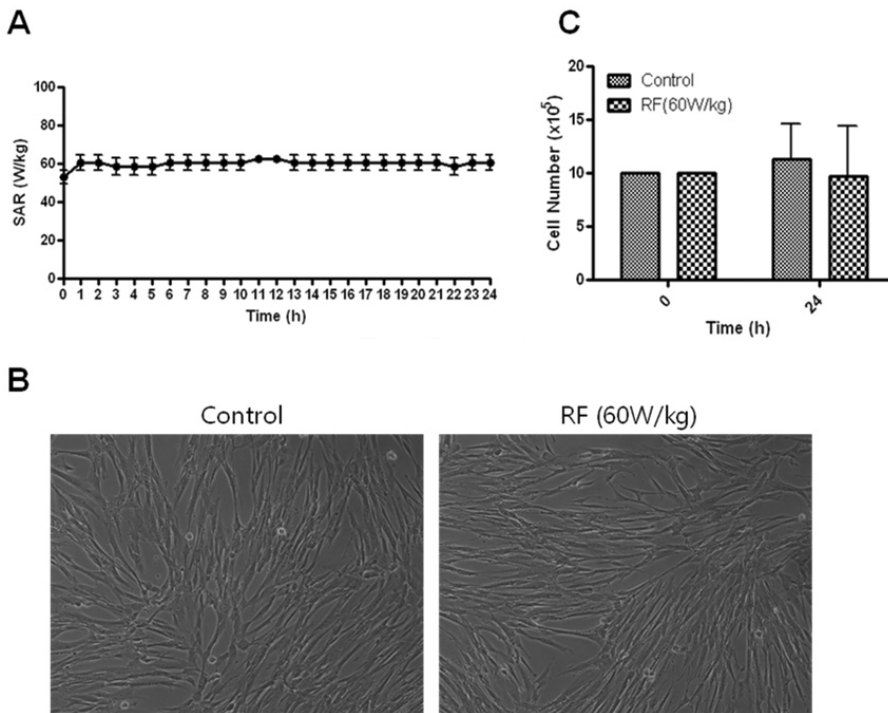 A
SAR (W/kg)
100
80
60
40
20
0
0 1 2 3 4 5 6 7 8 9 10 11 12 13 14 15 16 17 18 19 20 21 22 23 24
Time (h)
C
Cell Number (x10⁵)
20
15
10
5
0
Control
RF(60W/kg)
0 24
Time (h)
B
Control RF (60W/kg)